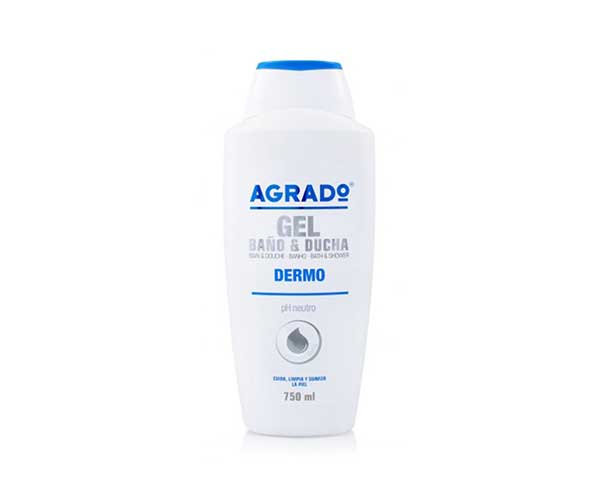 AGRADO®
GEL
BAÑO & DUCHA
BAIN & DOUCHE · BANHO · BATH & SHOWER
DERMO
pH neutro
CUIDA, LIMPIA Y SUAVIZA
LA PIEL
750 ml